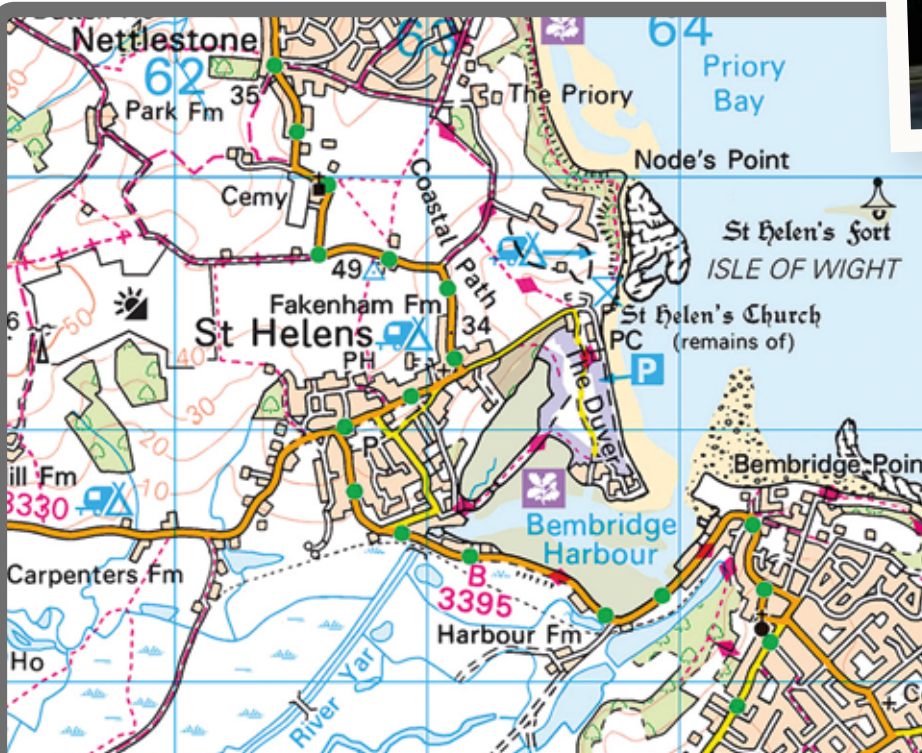 Nettlestone
62
63
64
35
Park Fm
The Priory
Priory
Bay
Node's Point
Cemy
Coastal
Path
49
St Helen's Fort
ISLE OF WIGHT
Fakenham Fm
34
St Helens
PH
St Helen's Church
(remains of)
PC
P
The Duver
50
40
30
20
10
30
P
ill Fm
3330
Bembridge Poin
Bembridge
Harbour
Carpenters Fm
B
3395
Harbour Fm
Ho
River Yar
C
6